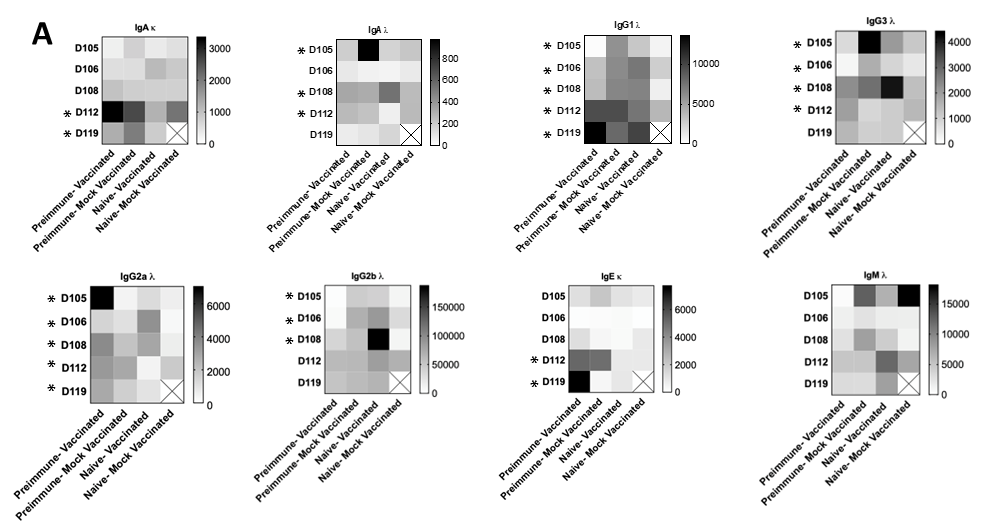 A
IgA κ
D105
D106
D108
* D112
* D119
3000
2000
1000
0
Preimmune- Vaccinated
Preimmune- Mock Vaccinated
Naive- Vaccinated
Naive- Mock Vaccinated
IgA λ
* D105
D106
* D108
* D112
D119
800
600
400
200
0
Preimmune- Vaccinated
Preimmune- Mock Vaccinated
Naive- Vaccinated
Naive- Mock Vaccinated
IgG1 λ
* D105
* D106
* D108
* D112
* D119
10000
5000
0
Preimmune- Vaccinated
Preimmune- Mock Vaccinated
Naive- Vaccinated
Naive- Mock Vaccinated
IgG3 λ
* D105
* D106
* D108
* D112
D119
4000
3000
2000
1000
0
Preimmune- Vaccinated
Preimmune- Mock Vaccinated
Naive- Vaccinated
Naive- Mock Vaccinated
IgG2a λ
* D105
* D106
* D108
* D112
* D119
6000
4000
2000
0
Preimmune- Vaccinated
Preimmune- Mock Vaccinated
Naive- Vaccinated
Naive- Mock Vaccinated
IgG2b λ
* D105
* D106
* D108
D112
D119
150000
100000
50000
0
Preimmune- Vaccinated
Preimmune- Mock Vaccinated
Naive- Vaccinated
Naive- Mock Vaccinated
IgE κ
D105
D106
D108
* D112
* D119
6000
4000
2000
0
Preimmune- Vaccinated
Preimmune- Mock Vaccinated
Naive- Vaccinated
Naive- Mock Vaccinated
IgM λ
D105
D106
D108
D112
D119
15000
10000
5000
0
Preimmune- Vaccinated
Preimmune- Mock Vaccinated
Naive- Vaccinated
Naive- Mock Vaccinated